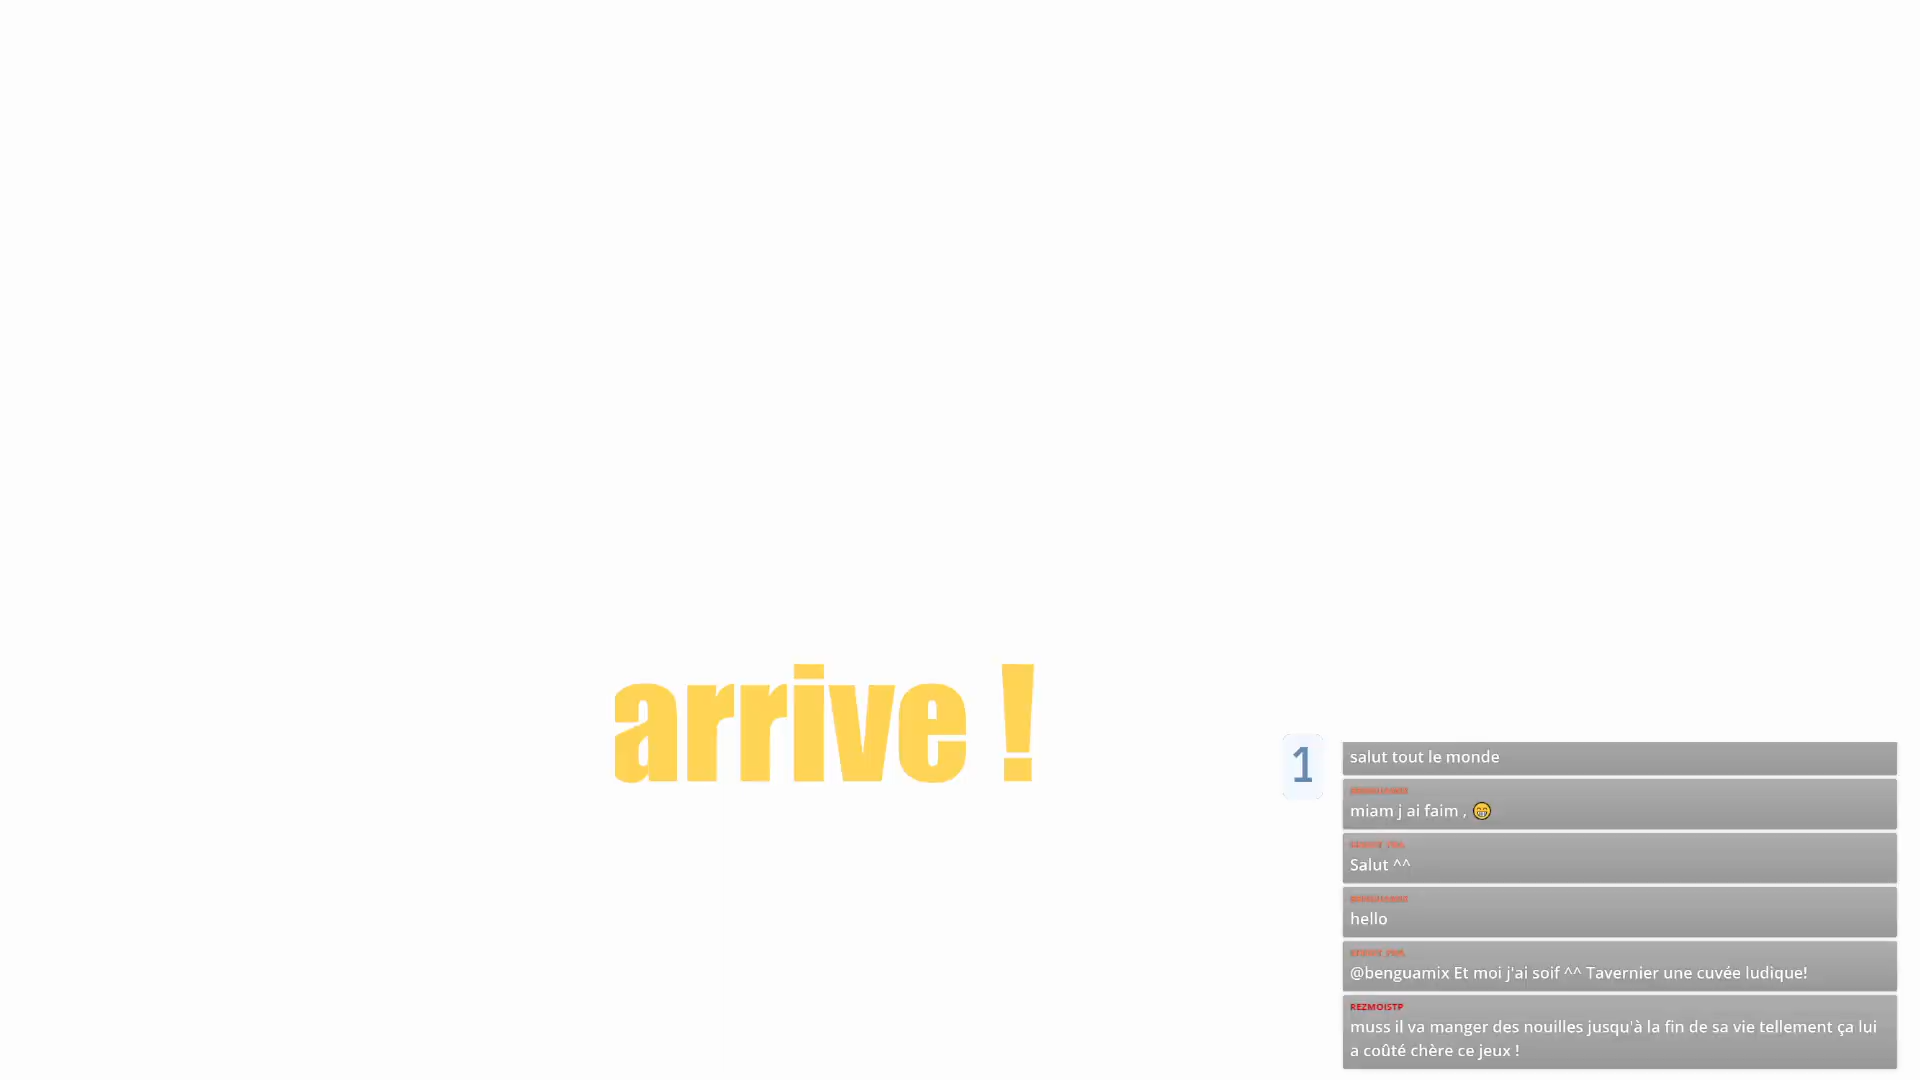 arrive !
1
salut tout le monde
miam j ai faim , 😁
Salut ^^
hello
@benguamix Et moi j'ai soif ^^ Tavernier une cuvée ludique!
REZMOISTP
muss il va manger des nouilles jusqu'à la fin de sa vie tellement ça lui
a coûté chère ce jeux !